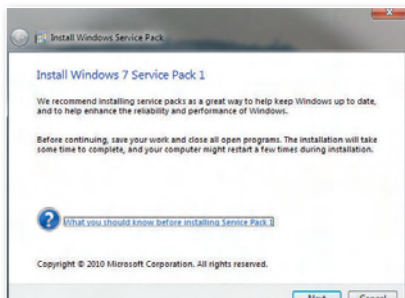 Install Windows Service Pack
Install Windows 7 Service Pack 1
We recommend installing service packs as a great way to help keep Windows up to date,
and to help enhance the reliability and performance of Windows.
Before continuing, save your work and close all open programs. The installation will take
some time to complete, and your computer might restart a few times during installation.
What you should know before installing Service Pack 1
Copyright © 2010 Microsoft Corporation. All rights reserved.
Next Cancel